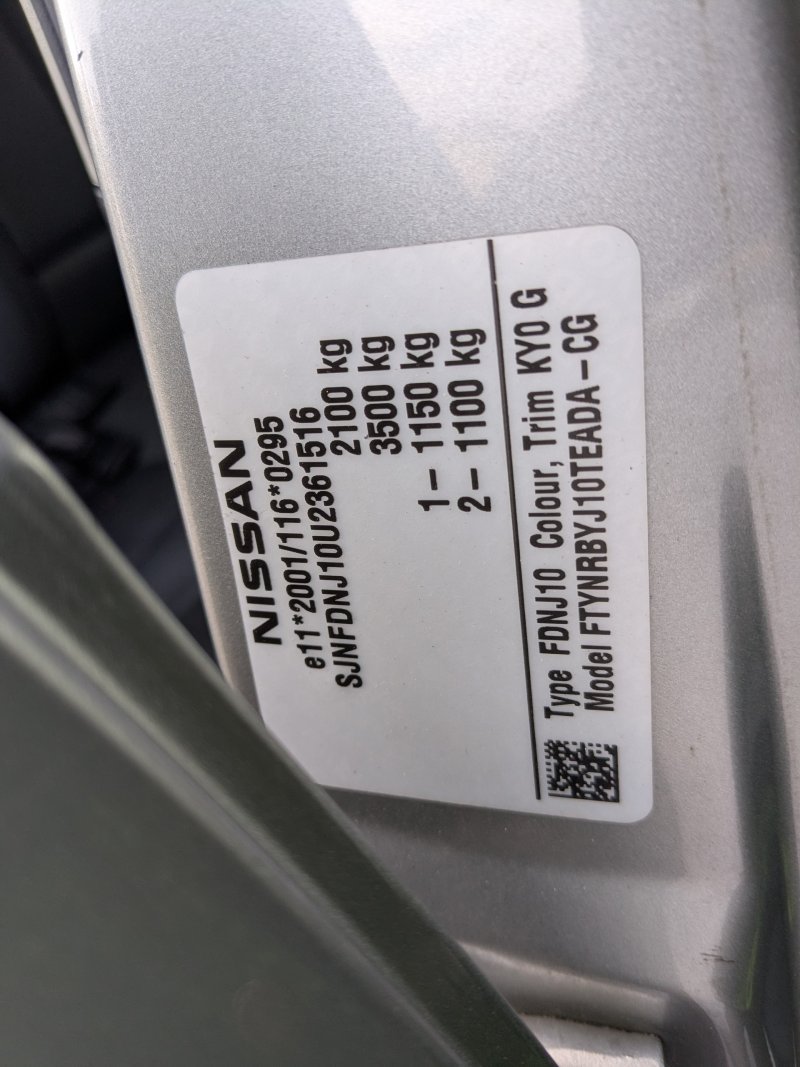 NISSAN
e11*2001/116*0295
SJNFDNJ10U2361516
2100 kg
3500 kg
1 – 1150 kg
2 – 1100 kg
Type FDNJ10 Colour, Trim KY0 G
Model FTYNRBYJ10TEADA – CG